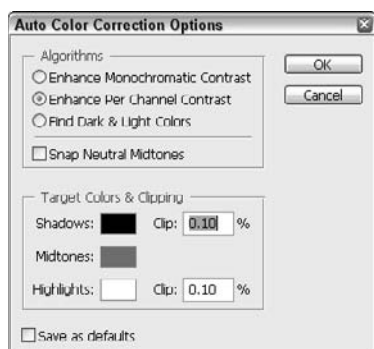 Auto Color Correction Options
Algorithms
Enhance Monochromatic Contrast
Enhance Per Channel Contrast
Find Dark & Light Colors
Snap Neutral Midtones
OK
Cancel
Target Colors & Clipping
Shadows: Clip: 0.10 %
Midtones:
Highlights: Clip: 0.10 %
Save as defaults